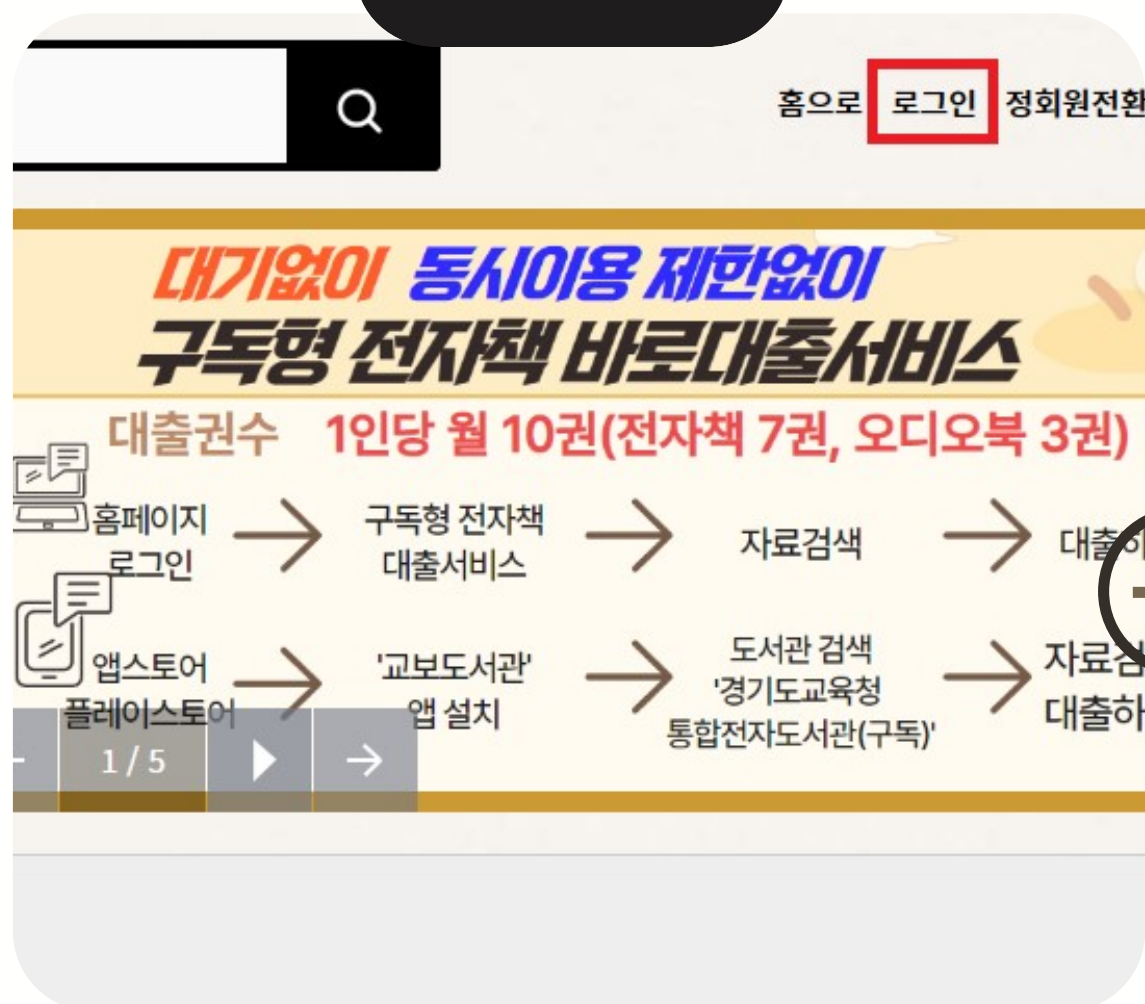 홈으로 로그인 정회원전환
대기없이 동시이용 제한없이
구독형 전자책 바로대출서비스
대출권수 1인당 월 10권(전자책 7권, 오디오북 3권)
홈페이지
로그인
구독형 전자책
대출서비스
자료검색
대출하
앱스토어
플레이스토어
'교보도서관'
앱 설치
도서관 검색
'경기도교육청
통합전자도서관(구독)'
자료검
대출하
1 / 5